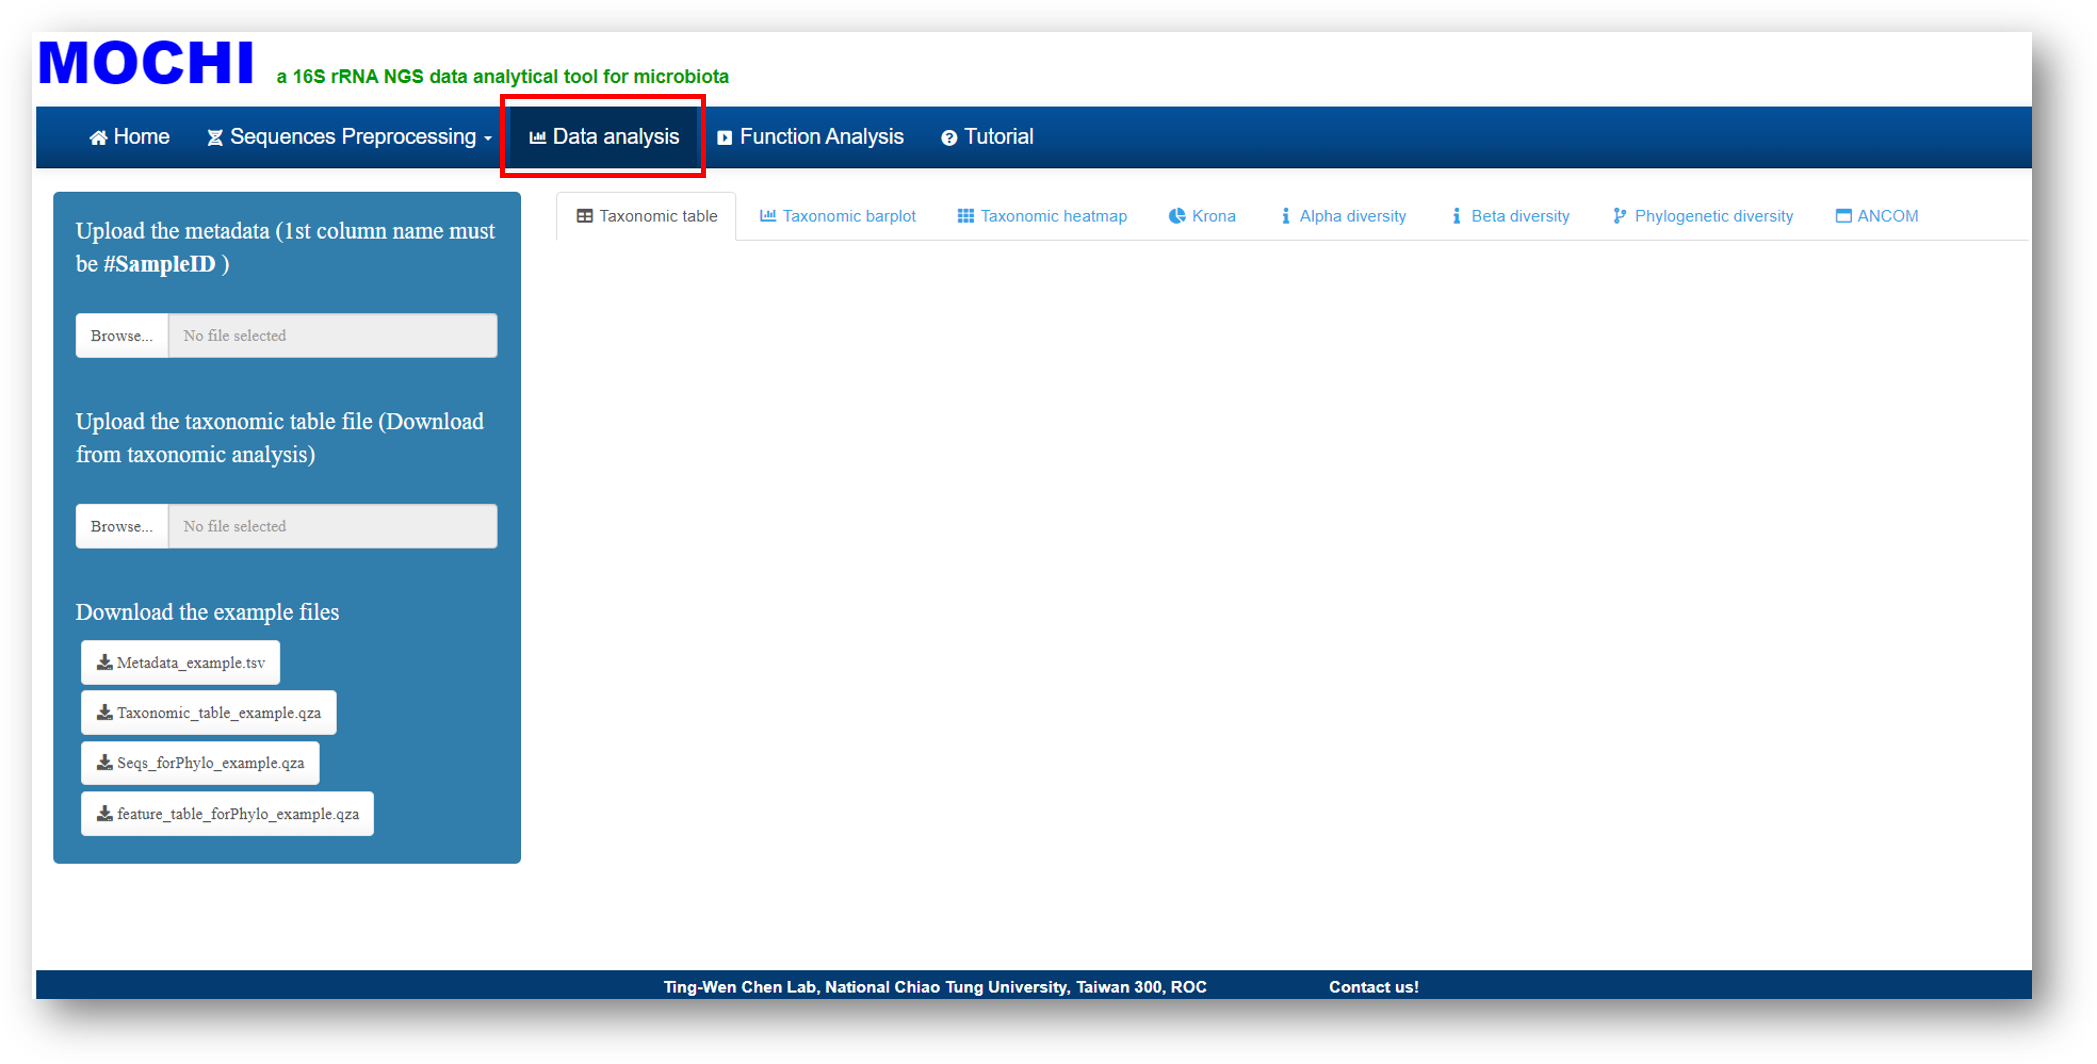 MOCHI a 16S rRNA NGS data analytical tool for microbiota
Home Sequences Preprocessing Data analysis Function Analysis Tutorial
Taxonomic table Taxonomic barplot Taxonomic heatmap Krona Alpha diversity Beta diversity Phylogenetic diversity ANCOM
Upload the metadata (1st column name must
be #SampleID )
Browse... No file selected
Upload the taxonomic table file (Download
from taxonomic analysis)
Browse... No file selected
Download the example files
Metadata_example.tsv
Taxonomic_table_example.qza
Seqs_forPhylo_example.qza
feature_table_forPhylo_example.qza
Ting-Wen Chen Lab, National Chiao Tung University, Taiwan 300, ROC Contact us!